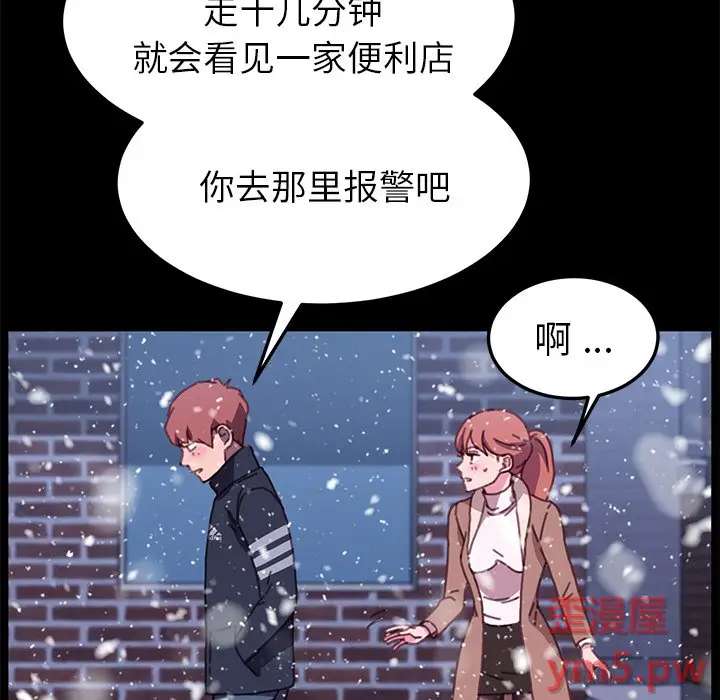 走十几分钟
就会看见一家便利店
你去那里报警吧
啊 ...
歪漫屋
ym5.pw